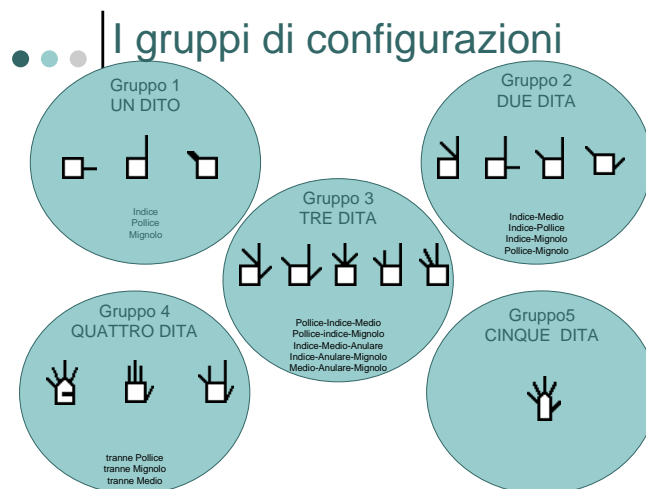 I gruppi di configurazioni
Gruppo 1
UN DITO
Indice
Pollice
Mignolo
Gruppo 2
DUE DITA
Indice-Medio
Indice-Pollice
Indice-Mignolo
Pollice-Mignolo
Gruppo 3
TRE DITA
Pollice-Indice-Medio
Pollice-indice-Mignolo
Indice-Medio-Anulare
Indice-Anulare-Mignolo
Medio-Anulare-Mignolo
Gruppo 4
QUATTRO DITA
tranne Pollice
tranne Mignolo
tranne Medio
Gruppo5
CINQUE DITA